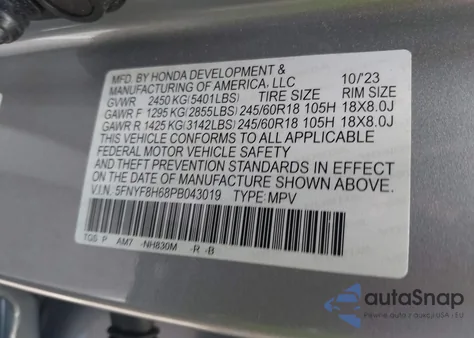 MFD. BY HONDA DEVELOPMENT &
MANUFACTURING OF AMERICA, LLC 10/'23
GVWR 2450 KG(5401LBS) TIRE SIZE RIM SIZE
GAWR F 1295 KG(2855LBS) 245/60R18 105H 18X8.0J
GAWR R 1425 KG(3142LBS) 245/60R18 105H 18X8.0J
THIS VEHICLE CONFORMS TO ALL APPLICABLE
FEDERAL MOTOR VEHICLE SAFETY
AND THEFT PREVENTION STANDARDS IN EFFECT
ON THE DATE OF MANUFACTURE SHOWN ABOVE.
V.I.N. 5FNYF8H68PB043019 TYPE:MPV
TGS P AM7 -NH830M -R -B
autaSnap